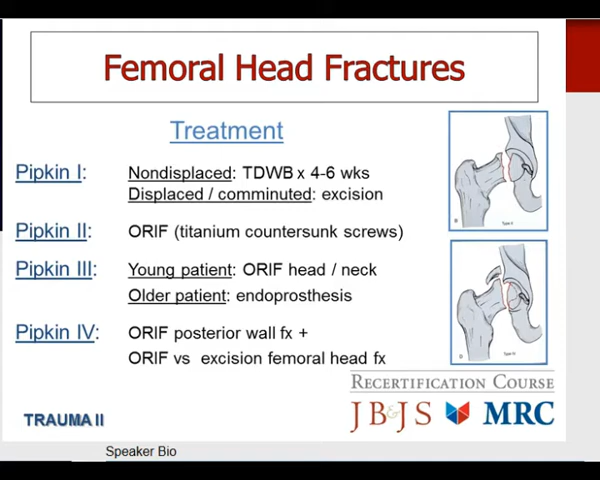 Femoral Head Fractures
Treatment
Pipkin I: Nondisplaced: TDWB x 4-6 wks
Displaced / comminuted: excision
Pipkin II: ORIF (titanium countersunk screws)
Pipkin III: Young patient: ORIF head / neck
Older patient: endoprosthesis
Pipkin IV: ORIF posterior wall fx +
ORIF vs excision femoral head fx
RECERTIFICATION COURSE
JB&JS MRC
TRAUMA II
Speaker Bio